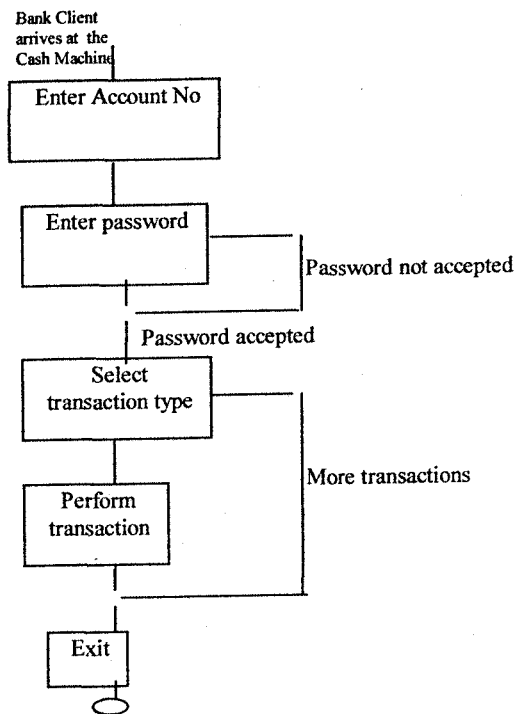 Bank Client
arrives at the
Cash Machine
Enter Account No
Enter password
Password not accepted
Password accepted
Select
transaction type
More transactions
Perform
transaction
Exit